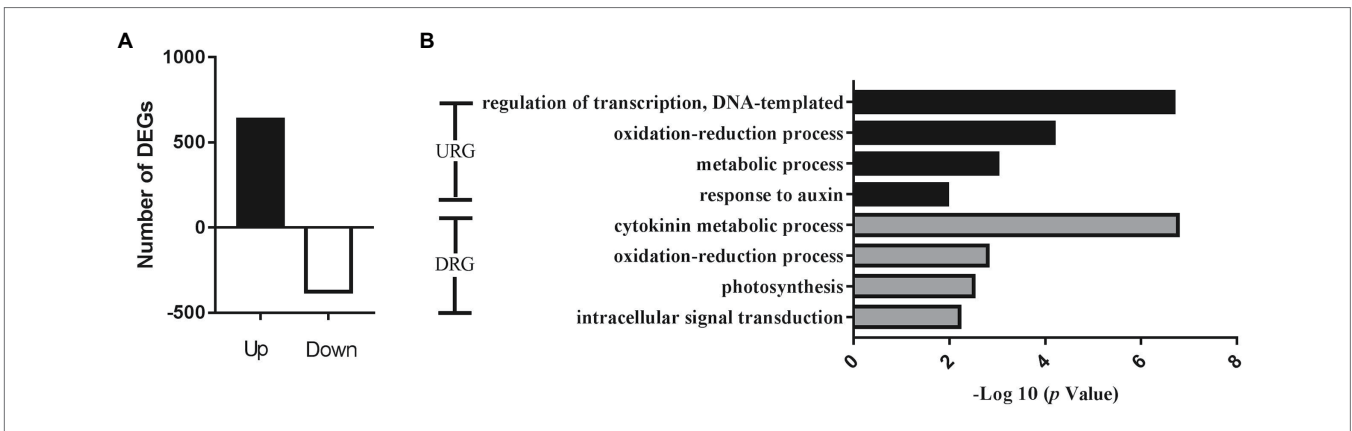 A
Number of DEGs
1000
500
0
-500
Up
Down
B
URG
DRG
regulation of transcription, DNA-templated
oxidation-reduction process
metabolic process
response to auxin
cytokinin metabolic process
oxidation-reduction process
photosynthesis
intracellular signal transduction
0
2
4
6
8
-Log 10 (p Value)